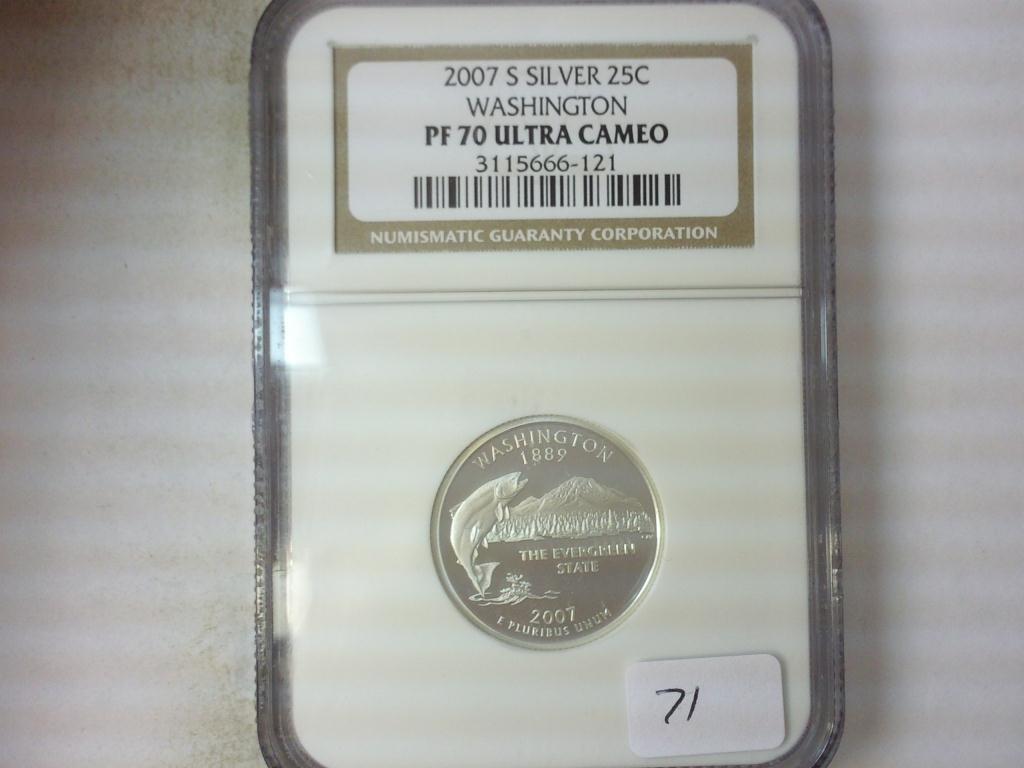 2007 S SILVER 25C
WASHINGTON
PF 70 ULTRA CAMEO
3115666-121
NUMISMATIC GUARANTY CORPORATION
WASHINGTON
1889
THE EVERGREEN
STATE
2007
E PLURIBUS UNUM
71